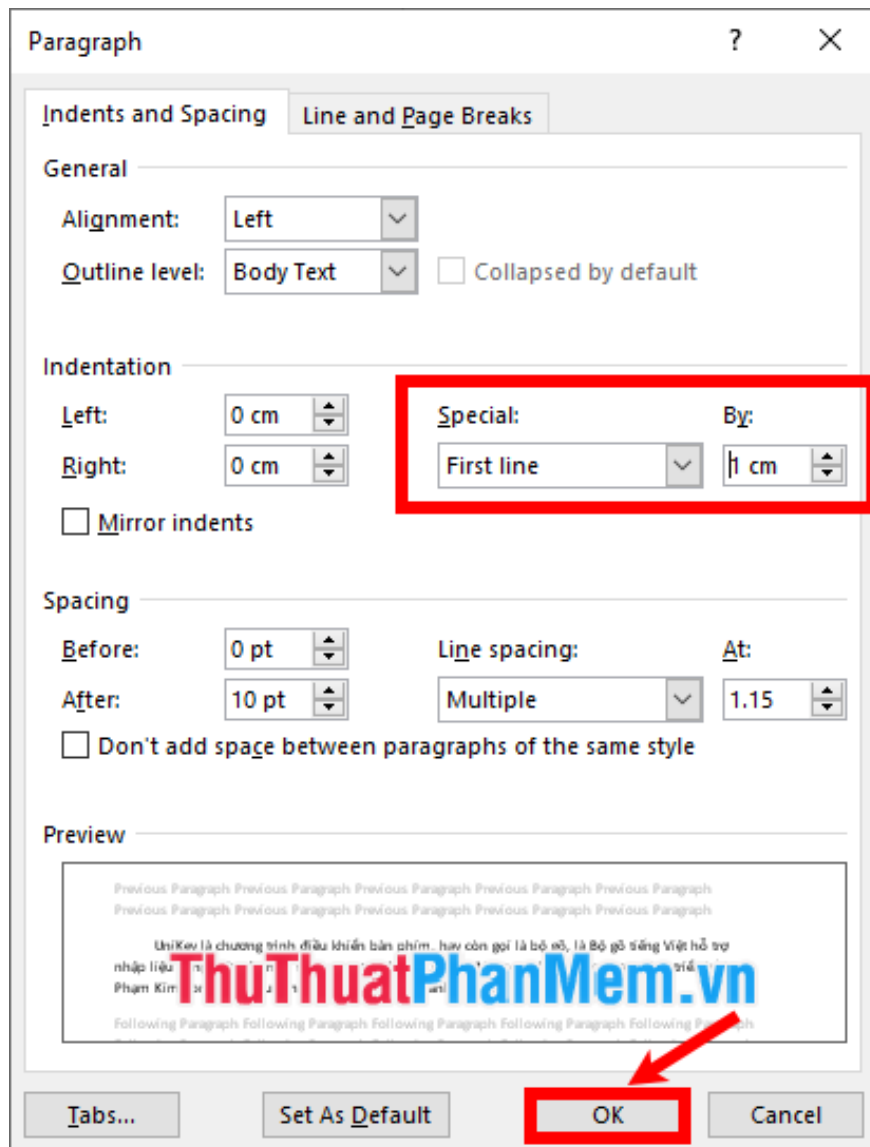 Paragraph ?
Indents and Spacing Line and Page Breaks
General
Alignment: Left
Outline level: Body Text Collapsed by default
Indentation
Left: 0 cm Special: By:
Right: 0 cm First line 1 cm
Mirror indents
Spacing
Before: 0 pt Line spacing: At:
After: 10 pt Multiple 1.15
Don't add space between paragraphs of the same style
Preview
Previous Paragraph Previous Paragraph Previous Paragraph Previous Paragraph Previous Paragraph
Previous Paragraph Previous Paragraph Previous Paragraph Previous Paragraph Previous Paragraph
UniKey là chương trình điều khiển bàn phím, hay còn gọi là bộ gõ, là Bộ gõ tiếng Việt hỗ trợ
nhập liệu
Phạm Kim
ThuThuatPhanMem.vn
Following Paragraph Following Paragraph Following Paragraph Following Paragraph Following Paragraph
Tabs... Set As Default OK Cancel